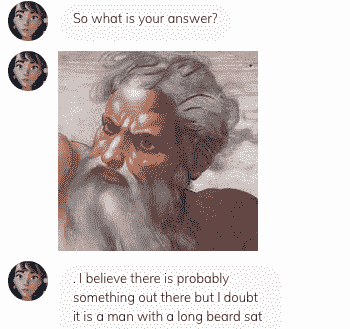 So what is your answer?
. I believe there is probably
something out there but I doubt
it is a man with a long beard sat